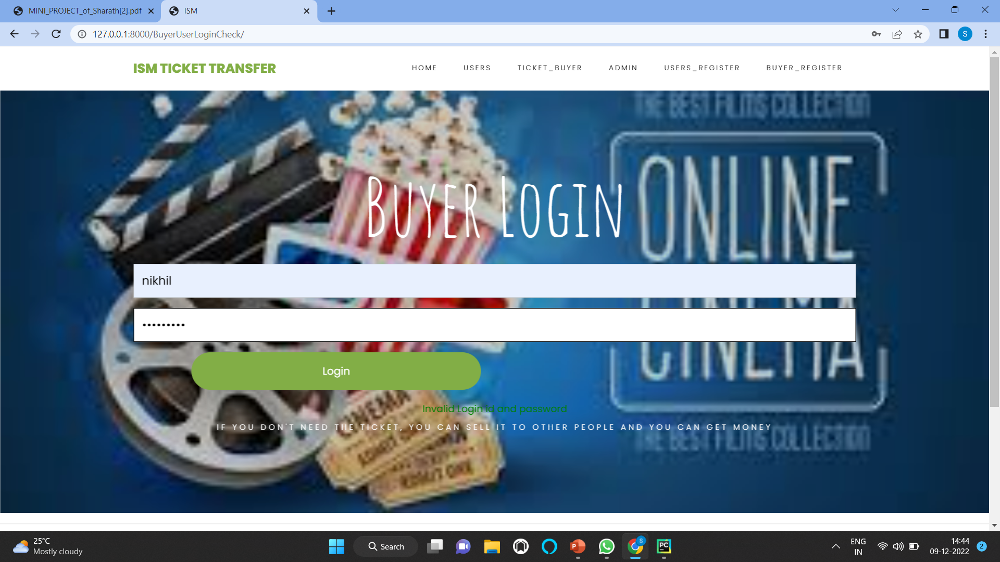 MINI_PROJECT_of_Sharath[2].pdf
ISM
127.0.0.1:8000/BuyerUserLoginCheck/
S
ISM TICKET TRANSFER
HOME
USERS
TICKET_BUYER
ADMIN
USERS_REGISTER
BUYER_REGISTER
THE BEST FILMS COLLECTION
ONLINE
CINEMA
THE BEST FILMS COLLECTION
Buyer Login
nikhil
•••••••••
Login
CINEMA
Invalid Login id and password
IF YOU DON'T NEED THE TICKET, YOU CAN SELL IT TO OTHER PEOPLE AND YOU CAN GET MONEY
ADMIT ONE
25°C
Mostly cloudy
Search
P
S
PC
ENG
IN
14:44
09-12-2022
2